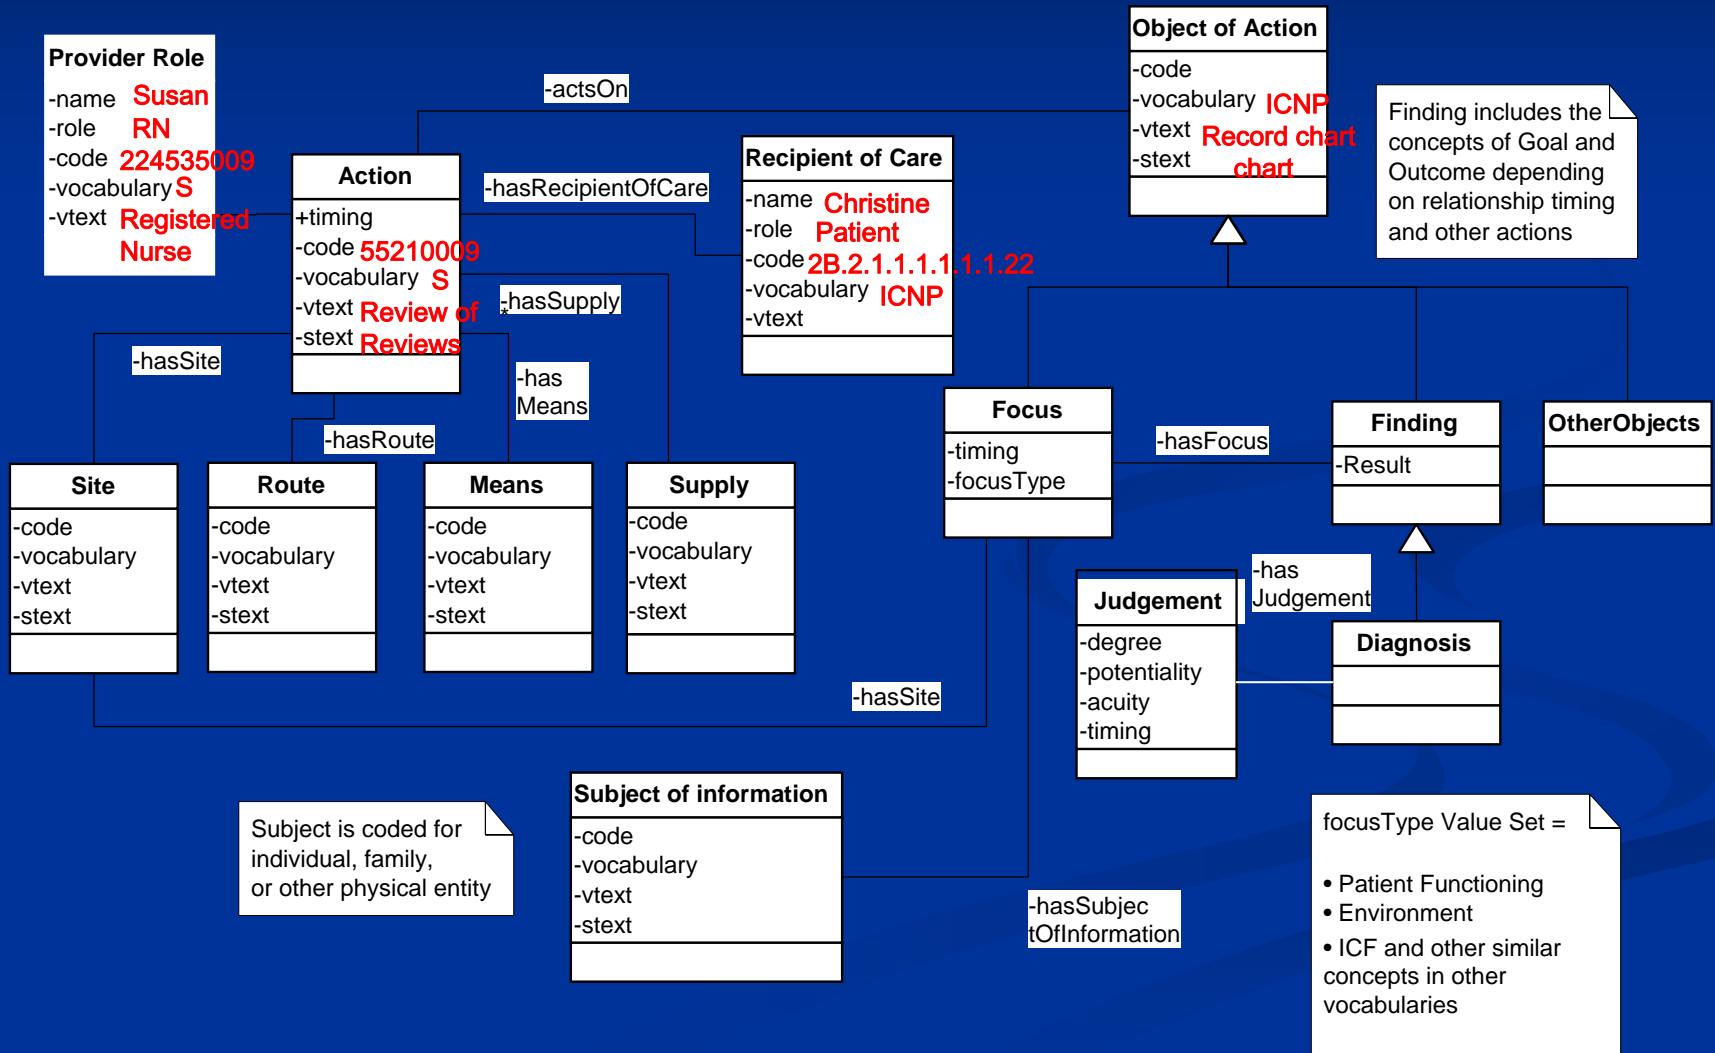 Provider Role
-name Susan
-role RN
-code 224535009
-vocabulary S
-vtext Registered
Nurse
-actsOn
Object of Action
-code
-vocabulary ICNP
-vtext Record chart
-stext chart
Finding includes the
concepts of Goal and
Outcome depending
on relationship timing
and other actions
Action
+timing
-code 55210009
-vocabulary S
-vtext Review of
-stext Reviews
-hasRecipientOfCare
Recipient of Care
-name Christine
-role Patient
-code 2B.2.1.1.1.1.1.1.1.22
-vocabulary ICNP
-vtext
-hasSupply
*
-hasSite
-has
Means
-hasRoute
Site
-code
-vocabulary
-vtext
-stext
Route
-code
-vocabulary
-vtext
-stext
Means
-code
-vocabulary
-vtext
-stext
Supply
-code
-vocabulary
-vtext
-stext
Focus
-timing
-focusType
-hasFocus
Finding
-Result
OtherObjects
-has
Judgement
Judgement
-degree
-potentiality
-acuity
-timing
Diagnosis
-hasSite
Subject is coded for
individual, family,
or other physical entity
Subject of information
-code
-vocabulary
-vtext
-stext
-hasSubjec
tOfInformation
focusType Value Set =
• Patient Functioning
• Environment
• ICF and other similar
concepts in other
vocabularies